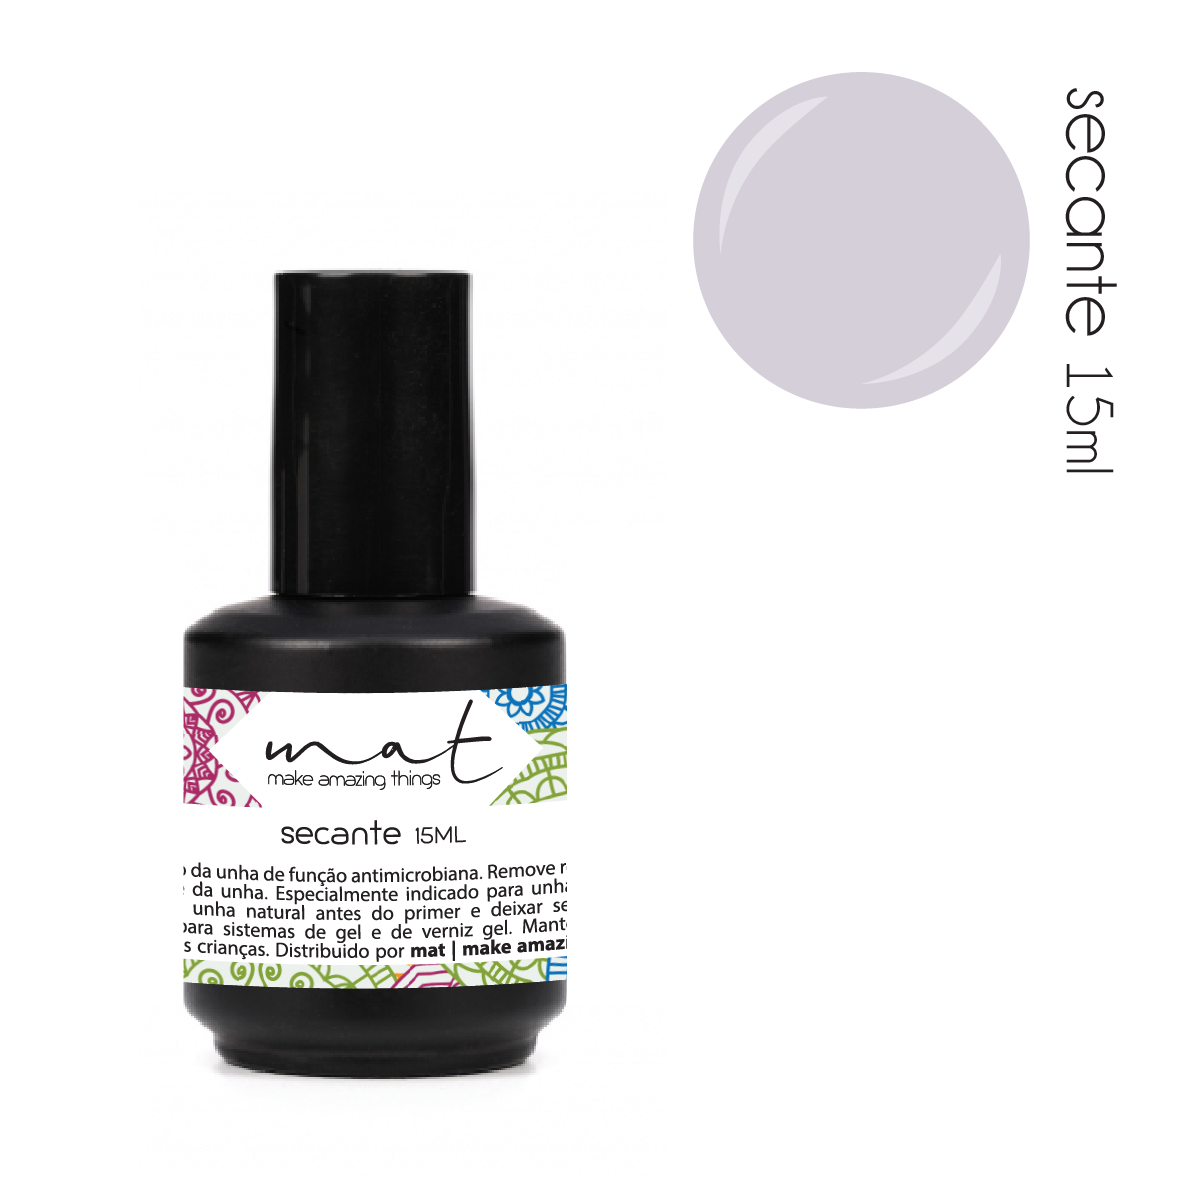 secante 15ml
mat
make amazing things
secante 15ML
da unha de função antimicrobiana. Remove
da unha. Especialmente indicado para
unha natural antes do primer e deixar
para sistemas de gel e de verniz gel.
crianças. Distribuido por mat | make